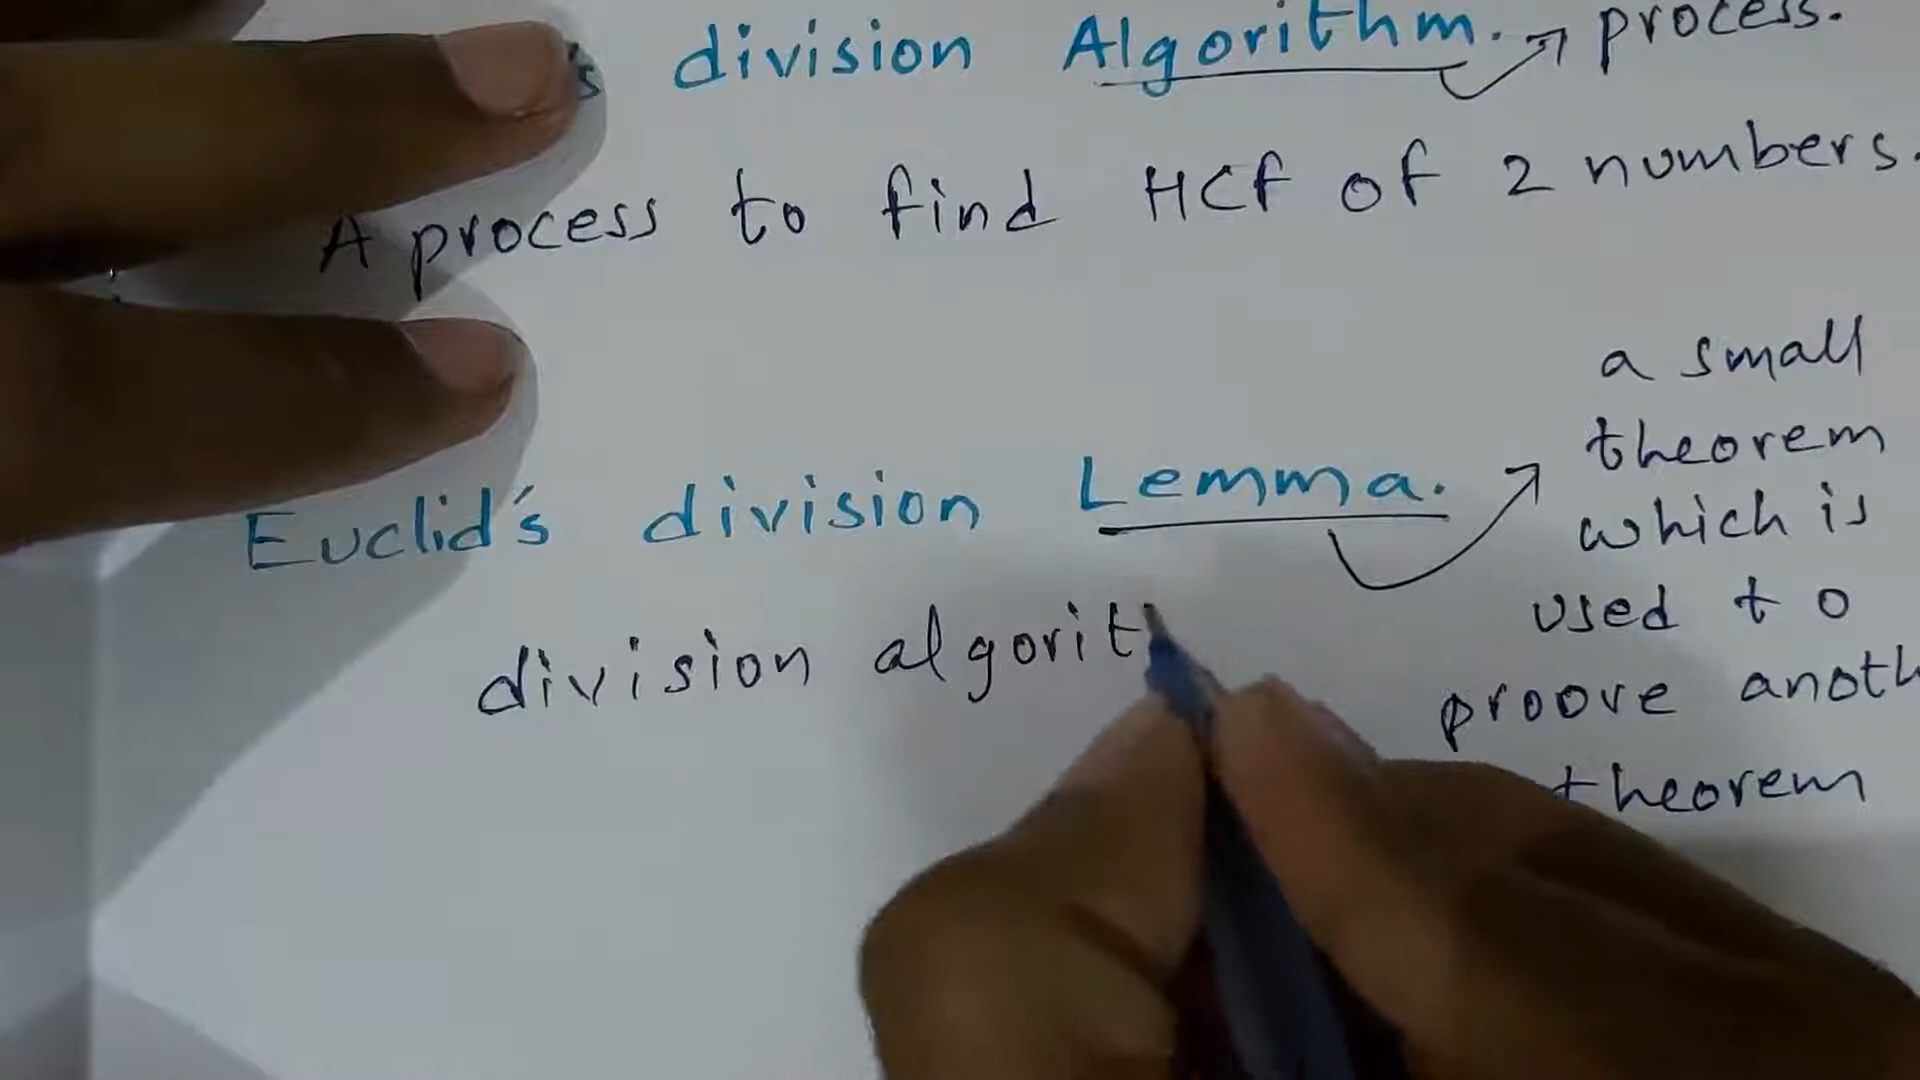 's division Algorithm. → process.
A process to find HCf of 2 numbers.
Euclid's division Lemma. →
a small
theorem
which is
used to
proove anoth
theorem
division algorit